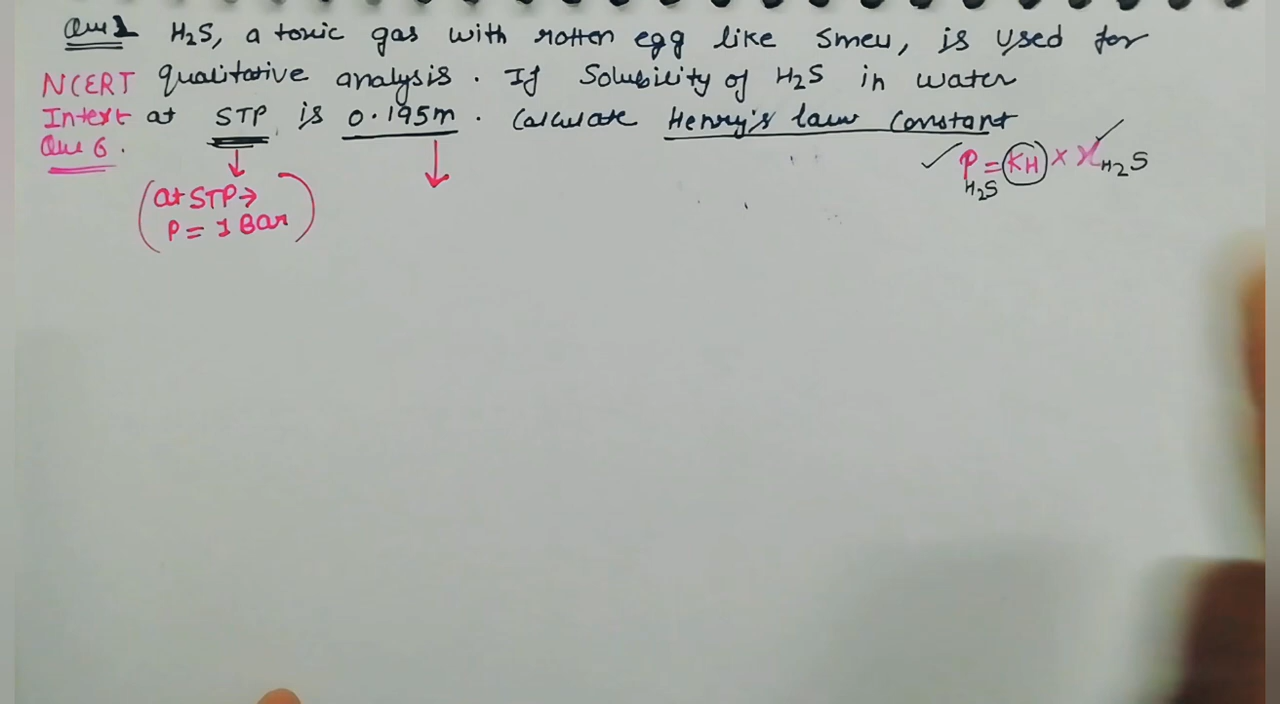 Que 1 H₂S, a toxic gas with rotten egg like smell, is used for
NCERT qualitative analysis. If Solubility of H₂S in water
Intext at STP is 0.195m. Calculate Henry's law Constant
Que 6.
P_H₂S = KH × x_H₂S
(at STP→
P = 1 Bar)